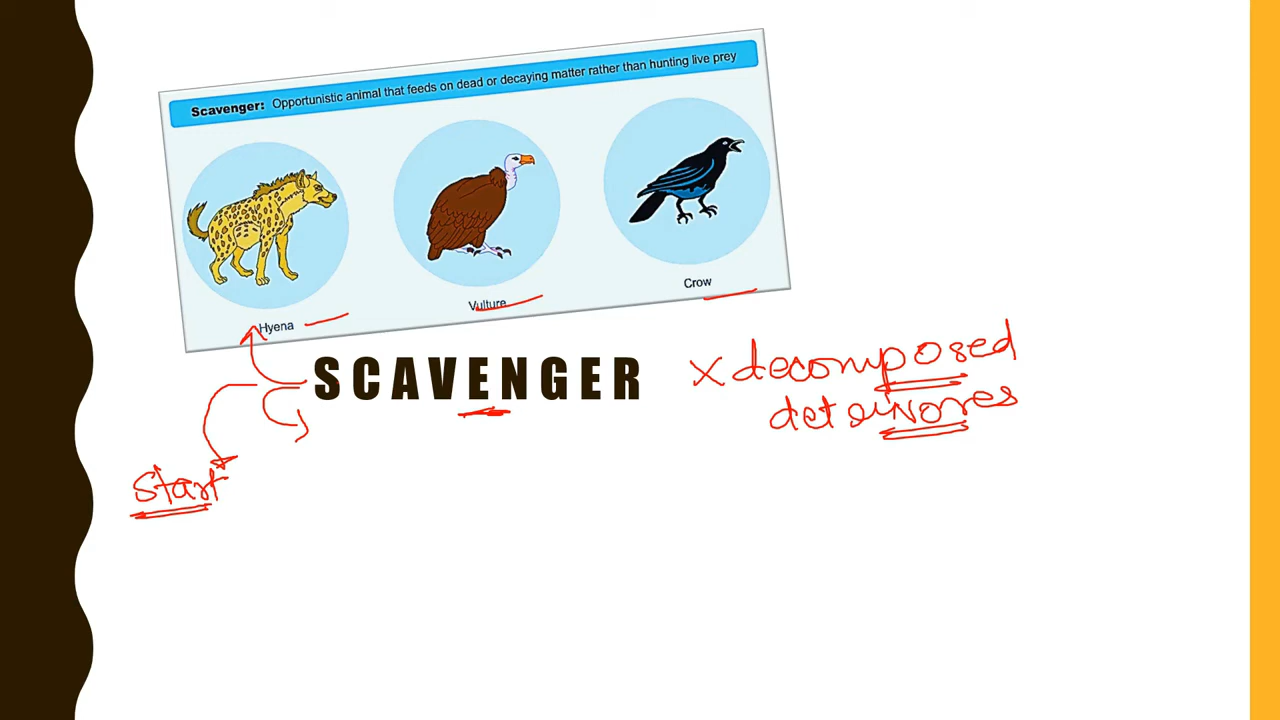 Scavenger: Opportunistic animal that feeds on dead or decaying matter rather than hunting live prey
Hyena
Vulture
Crow
SCAVENGER
x decomposed
deterivores
start